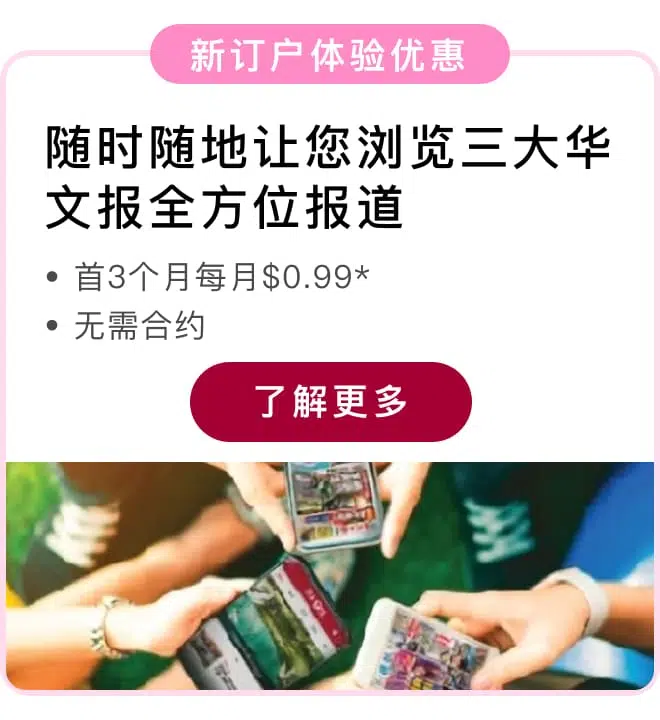 新订户体验优惠
随时随地让您浏览三大华
文报全方位报道
• 首3个月每月$0.99*
• 无需合约
了解更多